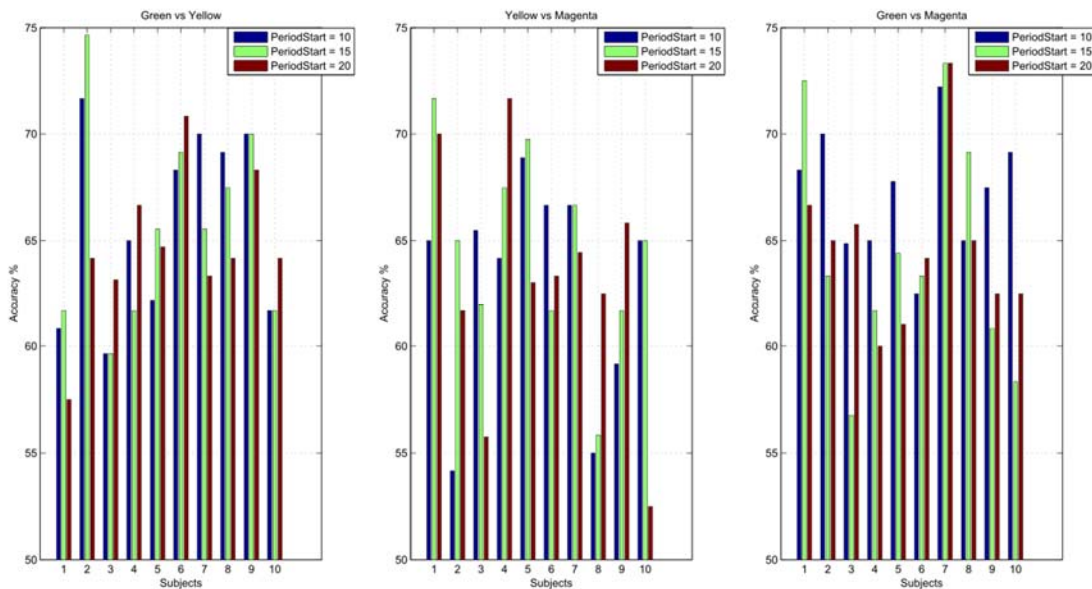 Green vs Yellow
75
70
65
60
55
50
Accuracy %
PeriodStart = 10
PeriodStart = 15
PeriodStart = 20
1 2 3 4 5 6 7 8 9 10
Subjects
Yellow vs Magenta
75
70
65
60
55
50
Accuracy %
PeriodStart = 10
PeriodStart = 15
PeriodStart = 20
1 2 3 4 5 6 7 8 9 10
Subjects
Green vs Magenta
75
70
65
60
55
50
Accuracy %
PeriodStart = 10
PeriodStart = 15
PeriodStart = 20
1 2 3 4 5 6 7 8 9 10
Subjects